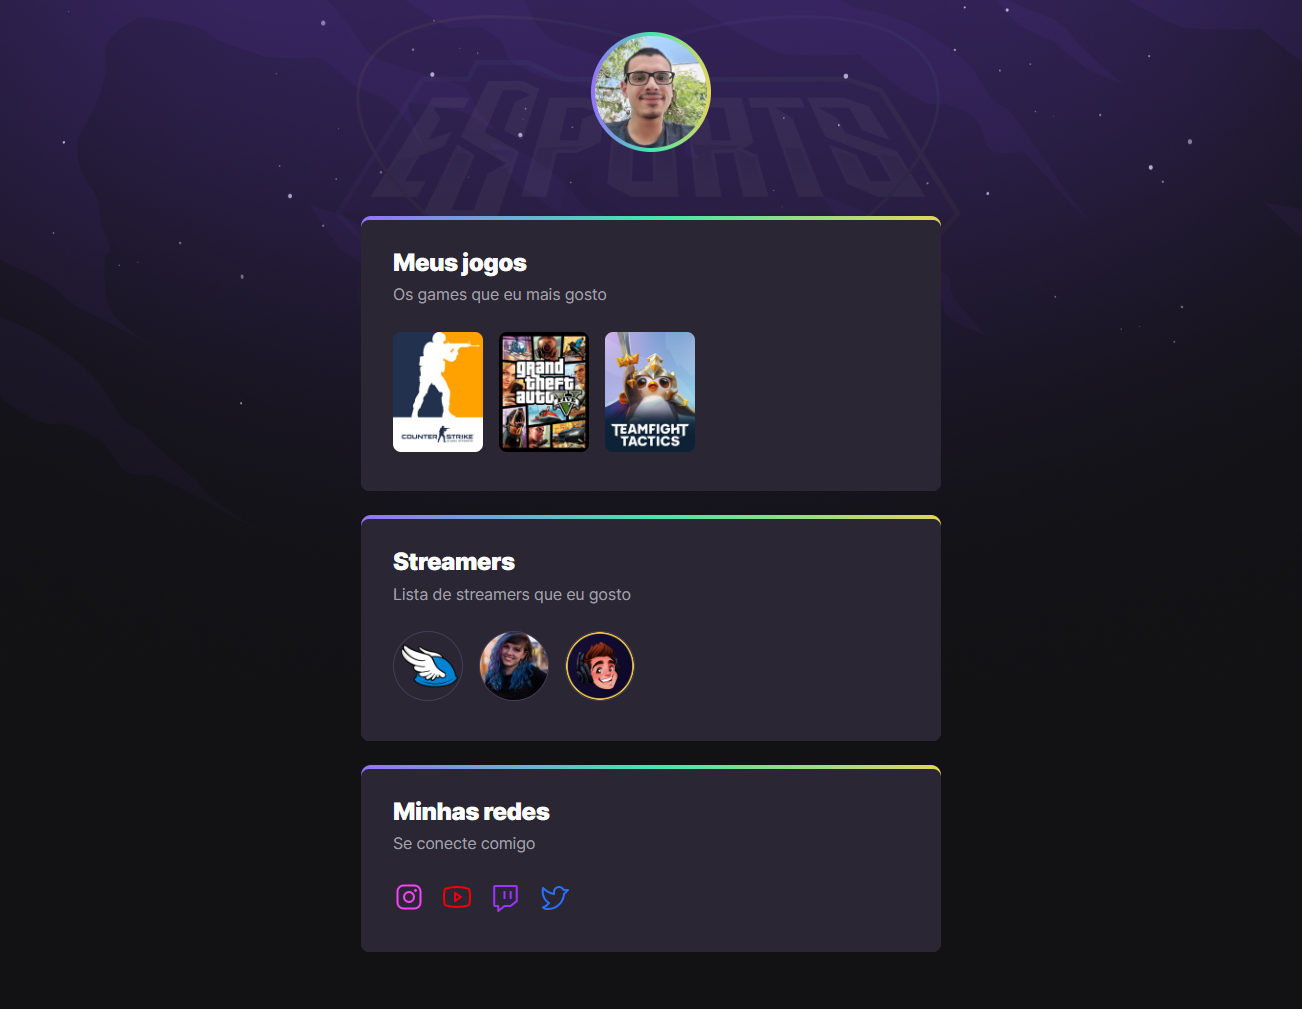 ESPORTS
Meus jogos
Os games que eu mais gosto
COUNTER STRIKE
grand
theft
auto V
FIVE
TEAMFIGHT
TACTICS
Streamers
Lista de streamers que eu gosto
Minhas redes
Se conecte comigo